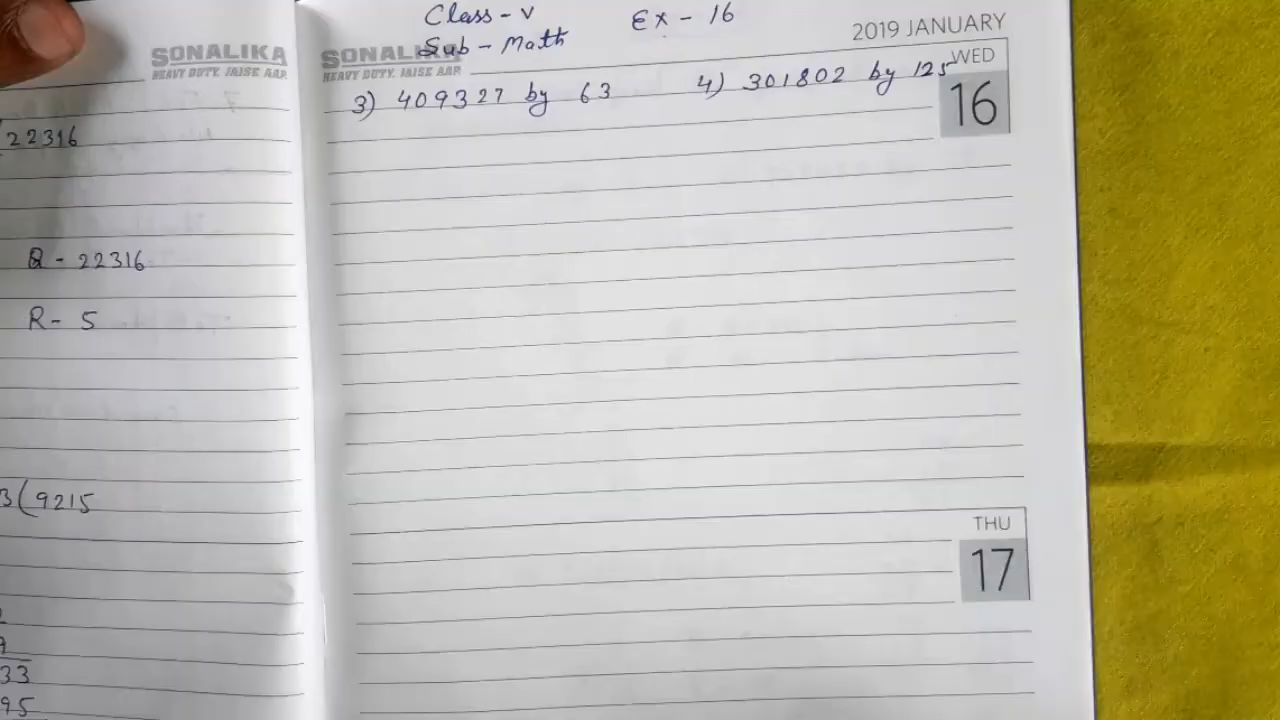 SONALIKA
HEAVY DUTY. JAISE AAP.
22316
Q - 22316
R - 5
3(9215
33
95
Class - V Ex - 16
Sub - Math
SONALIKA
HEAVY DUTY. JAISE AAP.
2019 JANUARY
WED
16
3) 409327 by 63 4) 301802 by 125
THU
17